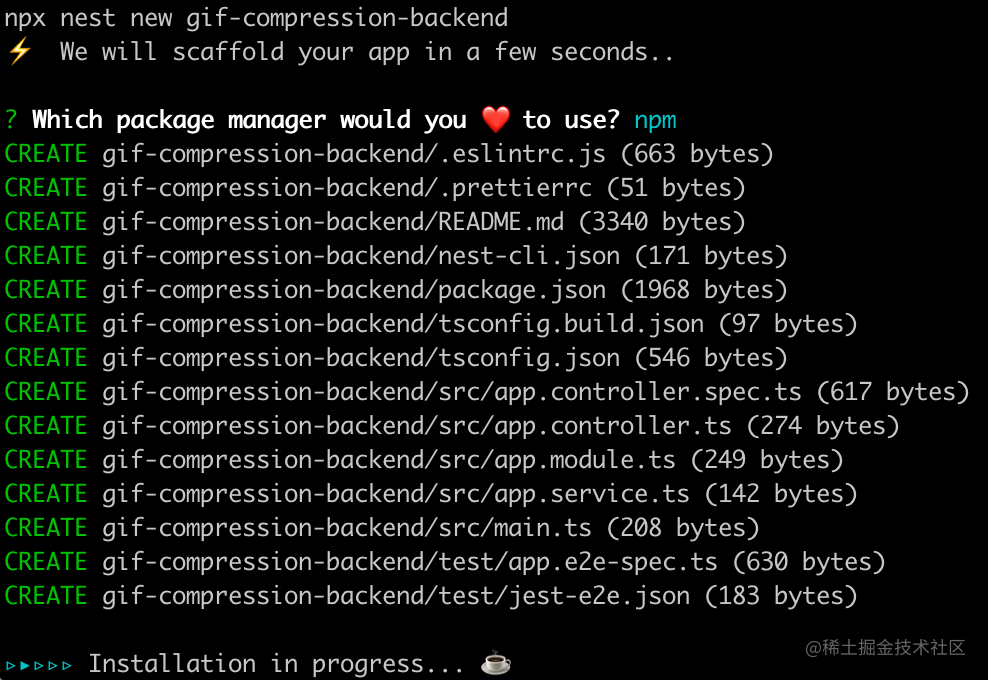 npx nest new gif-compression-backend
⚡ We will scaffold your app in a few seconds..
? Which package manager would you ❤️ to use? npm
CREATE gif-compression-backend/.eslintrc.js (663 bytes)
CREATE gif-compression-backend/.prettierrc (51 bytes)
CREATE gif-compression-backend/README.md (3340 bytes)
CREATE gif-compression-backend/nest-cli.json (171 bytes)
CREATE gif-compression-backend/package.json (1968 bytes)
CREATE gif-compression-backend/tsconfig.build.json (97 bytes)
CREATE gif-compression-backend/tsconfig.json (546 bytes)
CREATE gif-compression-backend/src/app.controller.spec.ts (617 bytes)
CREATE gif-compression-backend/src/app.controller.ts (274 bytes)
CREATE gif-compression-backend/src/app.module.ts (249 bytes)
CREATE gif-compression-backend/src/app.service.ts (142 bytes)
CREATE gif-compression-backend/src/main.ts (208 bytes)
CREATE gif-compression-backend/test/app.e2e-spec.ts (630 bytes)
CREATE gif-compression-backend/test/jest-e2e.json (183 bytes)
▹▸▹▹▹ Installation in progress... ☕
@稀土掘金技术社区